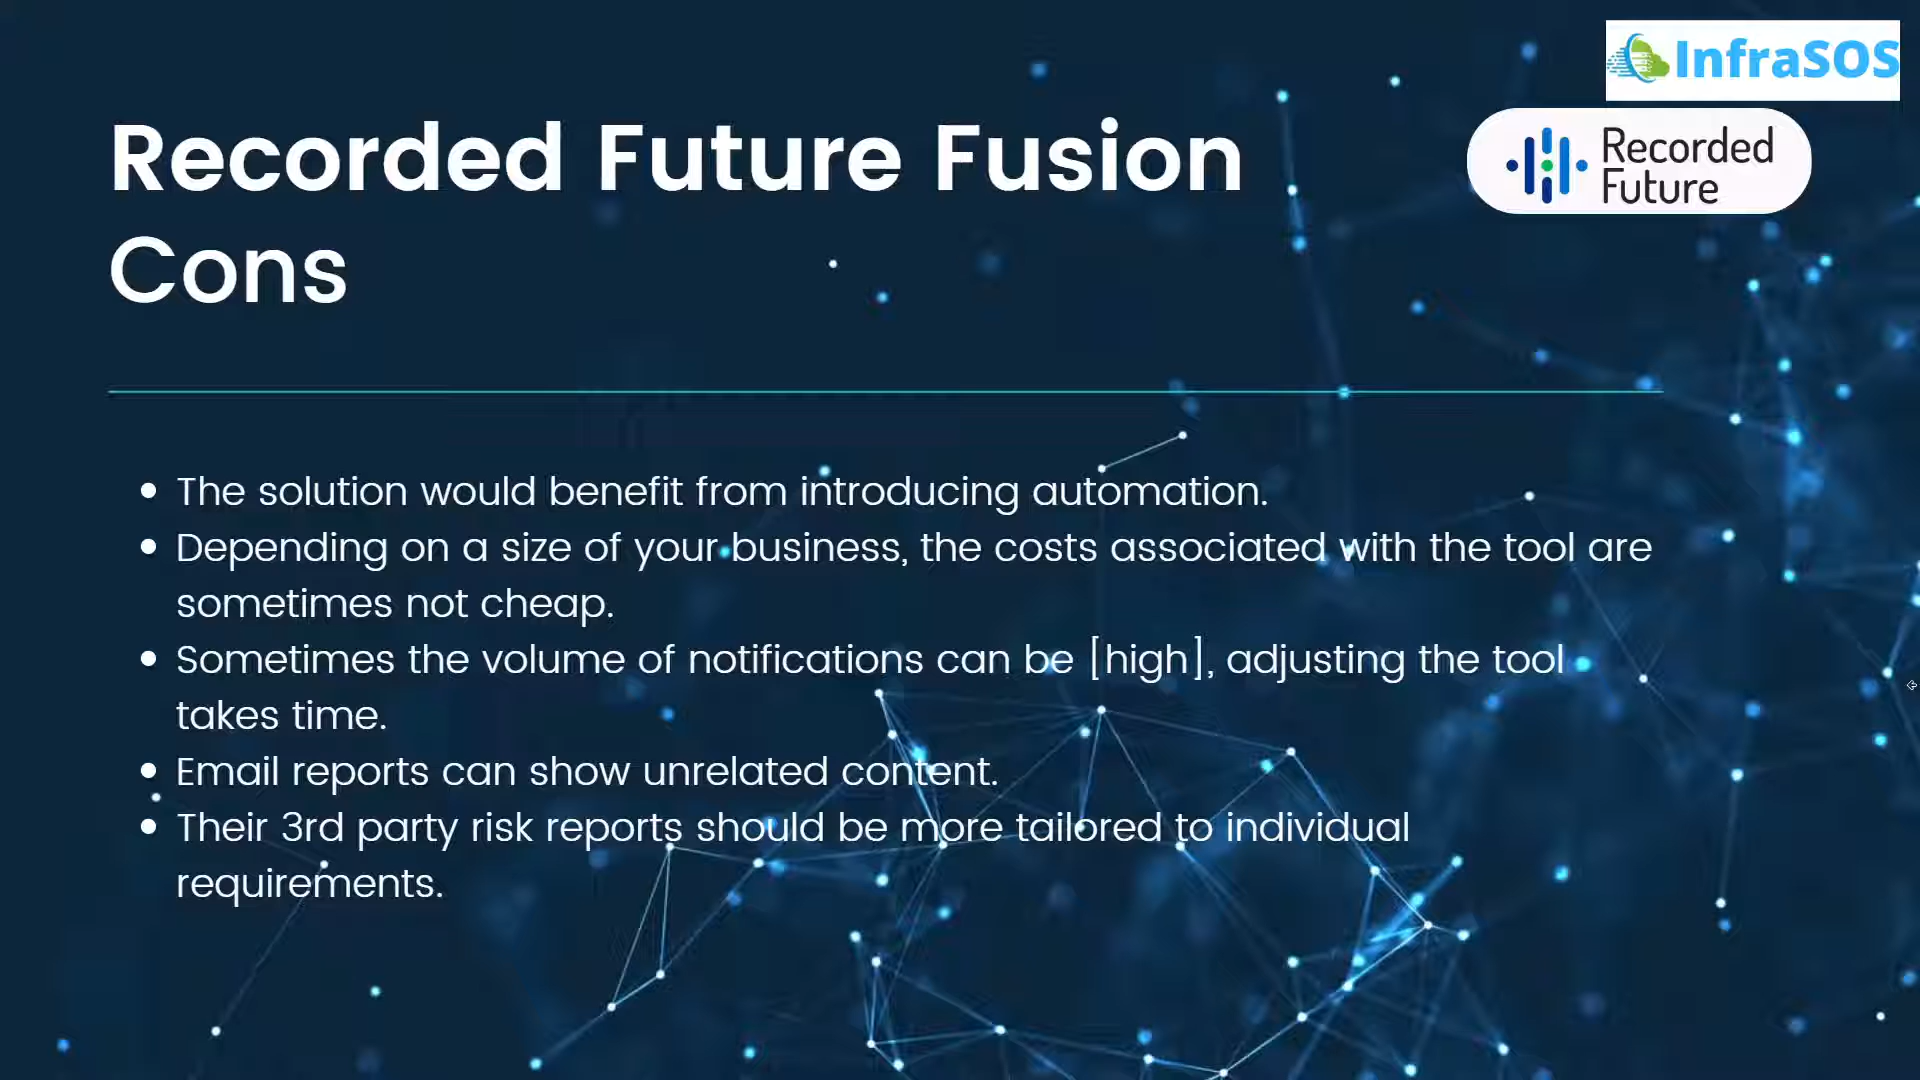 InfraSOS
Recorded Future Fusion
Cons
Recorded
Future
The solution would benefit from introducing automation.
Depending on a size of your business, the costs associated with the tool are
sometimes not cheap.
Sometimes the volume of notifications can be [high], adjusting the tool
takes time.
Email reports can show unrelated content.
Their 3rd party risk reports should be more tailored to individual
requirements.